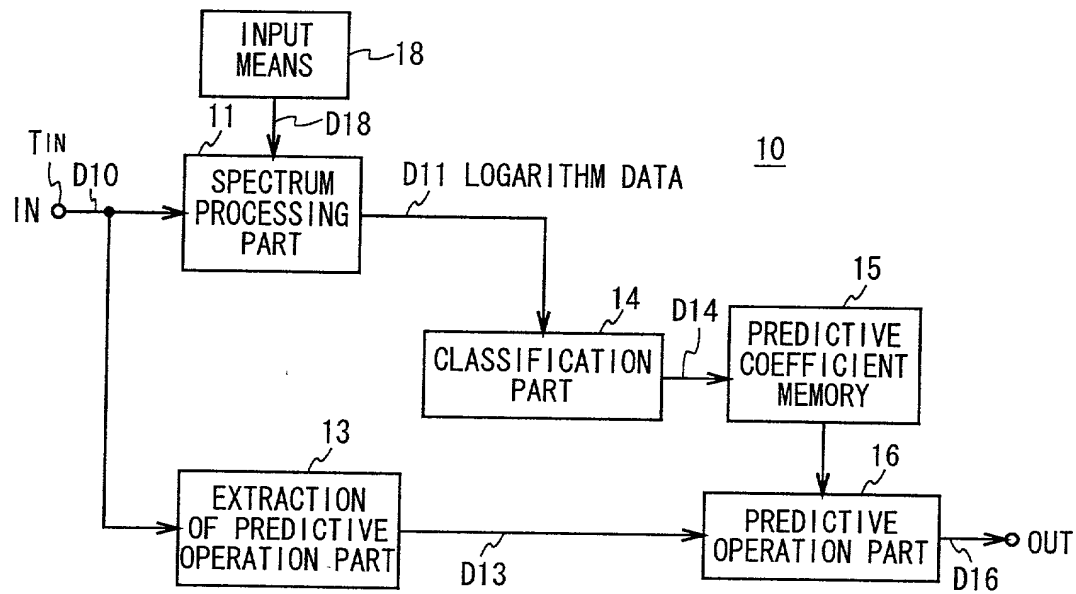 INPUT
MEANS
18
D18
11
TIN
D10
IN
SPECTRUM
PROCESSING
PART
D11 LOGARITHM DATA
10
14
CLASSIFICATION
PART
D14
15
PREDICTIVE
COEFFICIENT
MEMORY
13
EXTRACTION
OF PREDICTIVE
OPERATION PART
D13
16
PREDICTIVE
OPERATION PART
D16
OUT